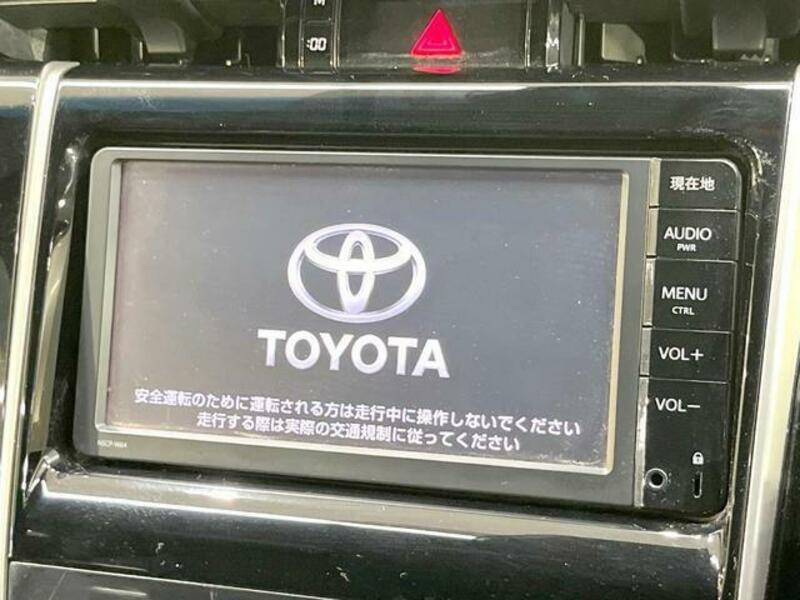 M
:00
現在地
AUDIO
PWR
MENU
CTRL
VOL+
VOL−
TOYOTA
安全運転のために運転される方は走行中に操作しないでください
走行する際は実際の交通規制に従ってください
NSCP-W64